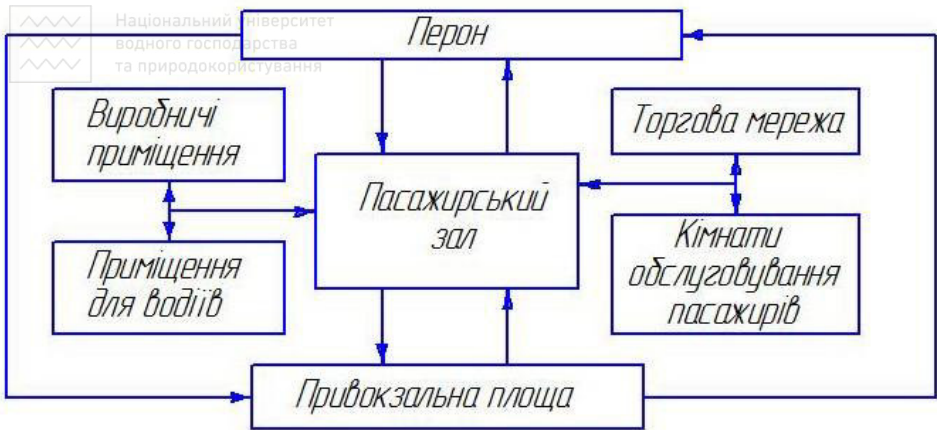 Національний університет
водного господарства
та природокористування
Перон
Виробничі
приміщення
Торгова мережа
Пасажирський
зал
Приміщення
для водіїв
Кімнати
обслуговування
пасажирів
Привокзальна площа